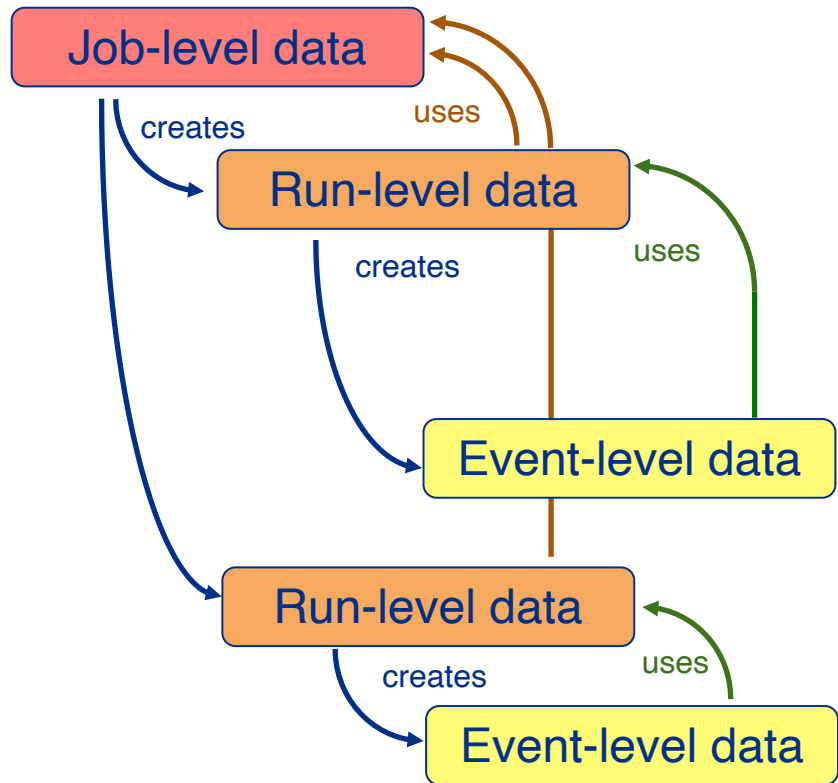 Job-level data
creates
uses
Run-level data
creates
uses
Event-level data
Run-level data
creates
uses
Event-level data